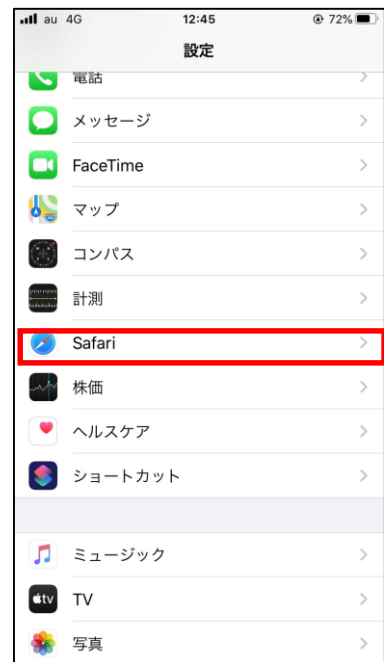 au 4G 12:45 72%
設定
電話
メッセージ
FaceTime
マップ
コンパス
計測
Safari
株価
ヘルスケア
ショートカット
ミュージック
tv TV
写真